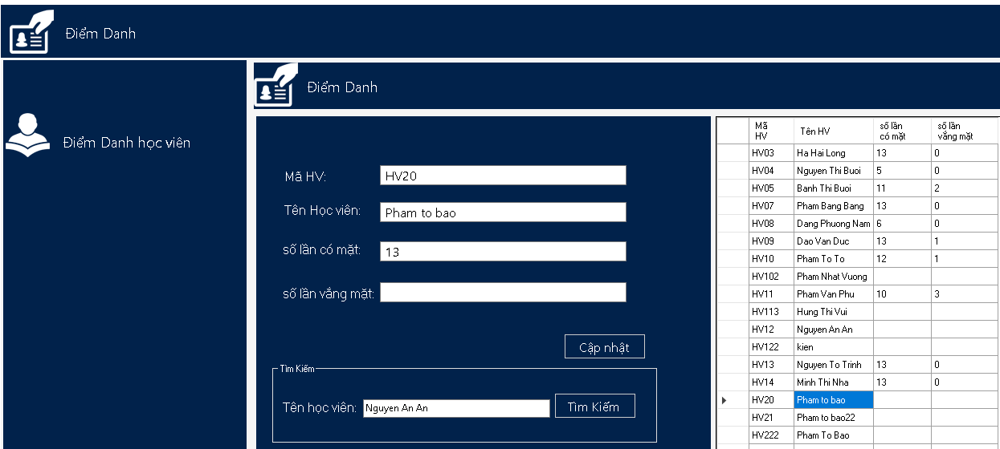 Điểm Danh
Điểm Danh học viên
Điểm Danh
Mã HV: HV20
Tên Học viên: Pham to bao
số lần có mặt: 13
số lần vắng mặt:
Cập nhật
Tìm Kiếm
Tên học viên: Nguyen An An Tìm Kiếm
Mã HV Tên HV số lần có mặt số lần vắng mặt
HV03 Ha Hai Long 13 0
HV04 Nguyen Thi Buoi 5 0
HV05 Banh Thi Buoi 11 2
HV07 Pham Bang Bang 13 0
HV08 Dang Phuong Nam 6 0
HV09 Dao Van Duc 13 1
HV10 Pham To To 12 1
HV102 Pham Nhat Vuong
HV11 Pham Van Phu 10 3
HV113 Hung Thi Vui
HV12 Nguyen An An
HV122 kien
HV13 Nguyen To Trinh 13 0
HV14 Minh Thi Nha 13 0
HV20 Pham to bao
HV21 Pham to bao22
HV222 Pham To Bao